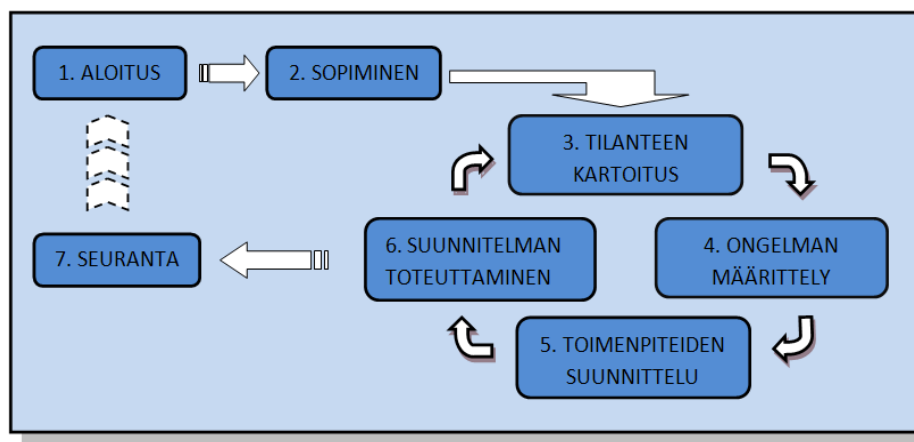 1. ALOITUS
2. SOPIMINEN
3. TILANTEEN
KARTOITUS
4. ONGELMAN
MÄÄRITTELY
5. TOIMENPITEIDEN
SUUNNITTELU
6. SUUNNITELMAN
TOTEUTTAMINEN
7. SEURANTA